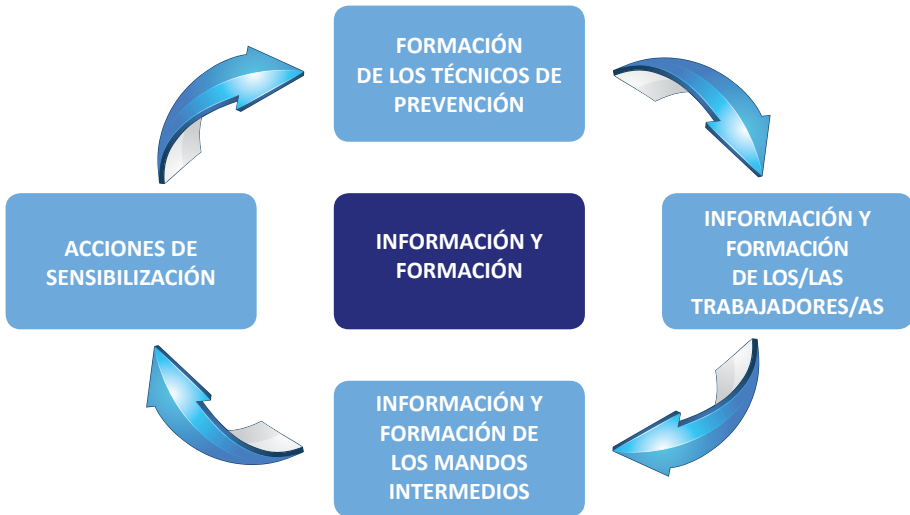 FORMACIÓN
DE LOS TÉCNICOS DE
PREVENCIÓN
ACCIONES DE
SENSIBILIZACIÓN
INFORMACIÓN Y
FORMACIÓN
INFORMACIÓN Y
FORMACIÓN
DE LOS/LAS
TRABAJADORES/AS
INFORMACIÓN Y
FORMACIÓN DE
LOS MANDOS
INTERMEDIOS